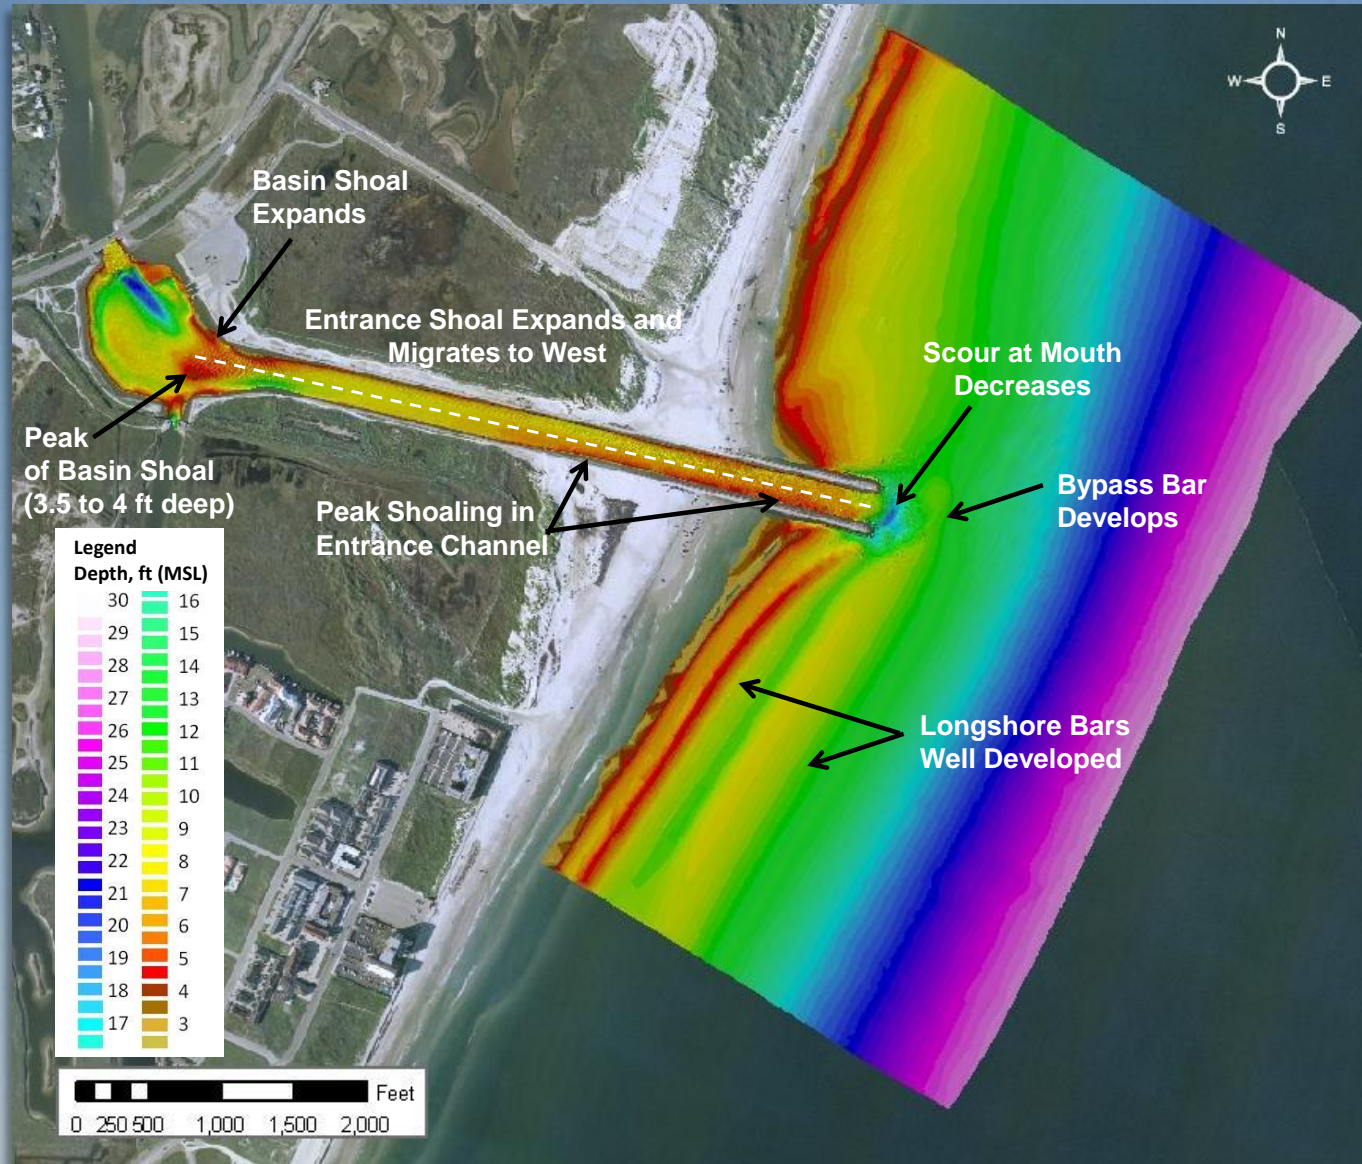 N
W
E
S
Basin Shoal
Expands
Entrance Shoal Expands and
Migrates to West
Scour at Mouth
Decreases
Peak
of Basin Shoal
(3.5 to 4 ft deep)
Peak Shoaling in
Entrance Channel
Bypass Bar
Develops
Longshore Bars
Well Developed
Legend
Depth, ft (MSL)
30 16
29 15
28 14
27 13
26 12
25 11
24 10
23 9
22 8
21 7
20 6
19 5
18 4
17 3
Feet
0 250 500 1,000 1,500 2,000